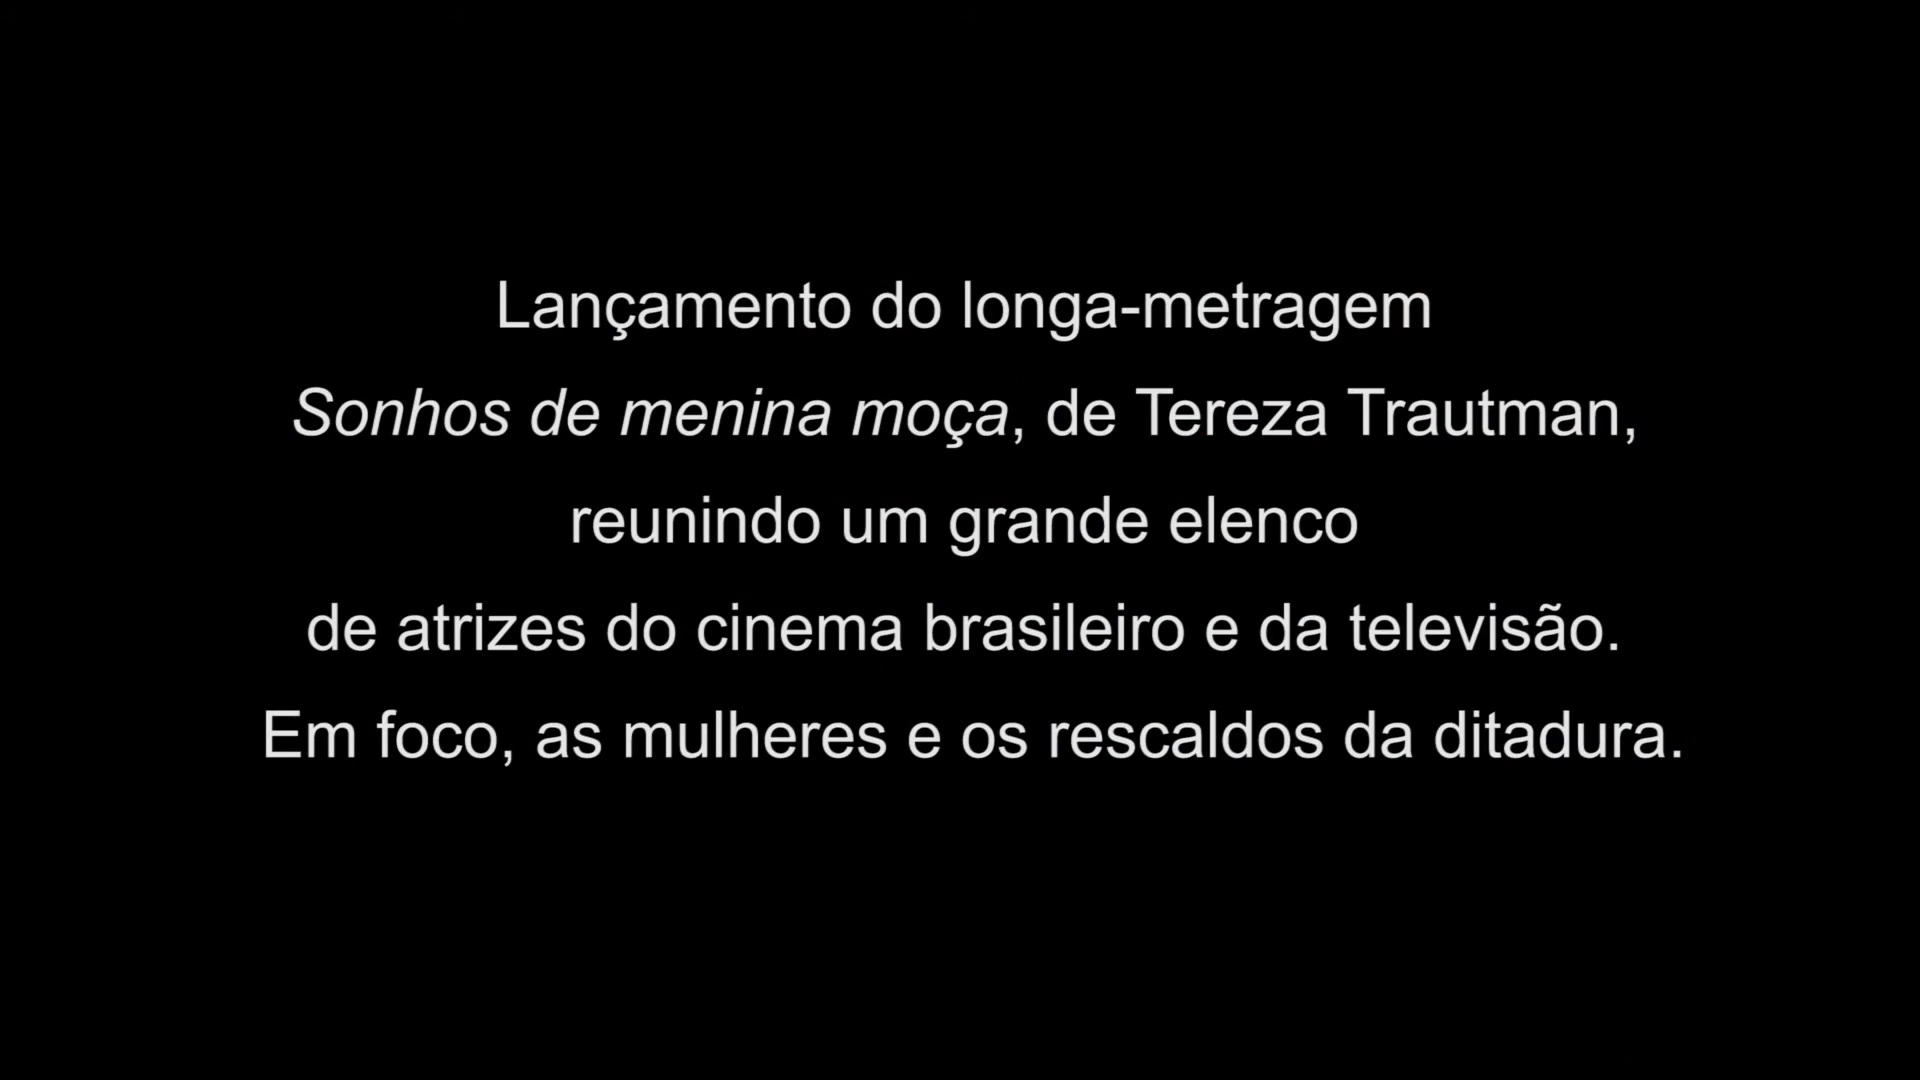 Lançamento do longa-metragem
Sonhos de menina moça, de Tereza Trautman,
reunindo um grande elenco
de atrizes do cinema brasileiro e da televisão.
Em foco, as mulheres e os rescaldos da ditadura.